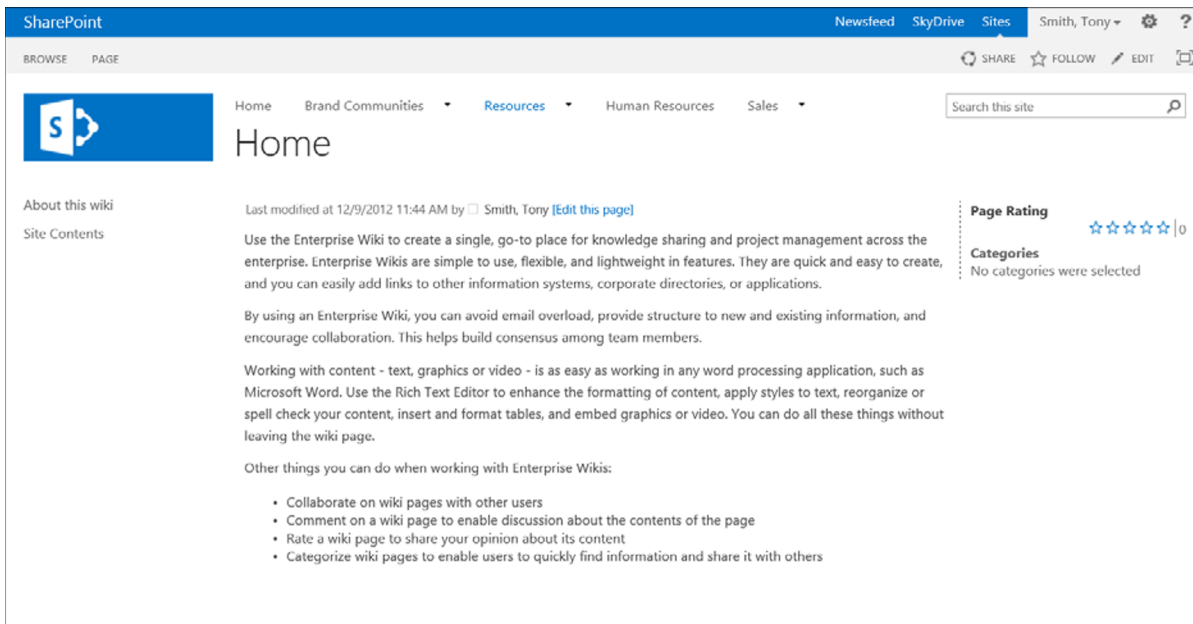 SharePoint Newsfeed SkyDrive Sites Smith, Tony ?
BROWSE PAGE SHARE FOLLOW EDIT
S
Home Brand Communities Resources Human Resources Sales Search this site
Home
About this wiki
Site Contents
Last modified at 12/9/2012 11:44 AM by Smith, Tony [Edit this page]
Use the Enterprise Wiki to create a single, go-to place for knowledge sharing and project management across the
enterprise. Enterprise Wikis are simple to use, flexible, and lightweight in features. They are quick and easy to create,
and you can easily add links to other information systems, corporate directories, or applications.
By using an Enterprise Wiki, you can avoid email overload, provide structure to new and existing information, and
encourage collaboration. This helps build consensus among team members.
Working with content - text, graphics or video - is as easy as working in any word processing application, such as
Microsoft Word. Use the Rich Text Editor to enhance the formatting of content, apply styles to text, reorganize or
spell check your content, insert and format tables, and embed graphics or video. You can do all these things without
leaving the wiki page.
Other things you can do when working with Enterprise Wikis:
• Collaborate on wiki pages with other users
• Comment on a wiki page to enable discussion about the contents of the page
• Rate a wiki page to share your opinion about its content
• Categorize wiki pages to enable users to quickly find information and share it with others
Page Rating
0
Categories
No categories were selected